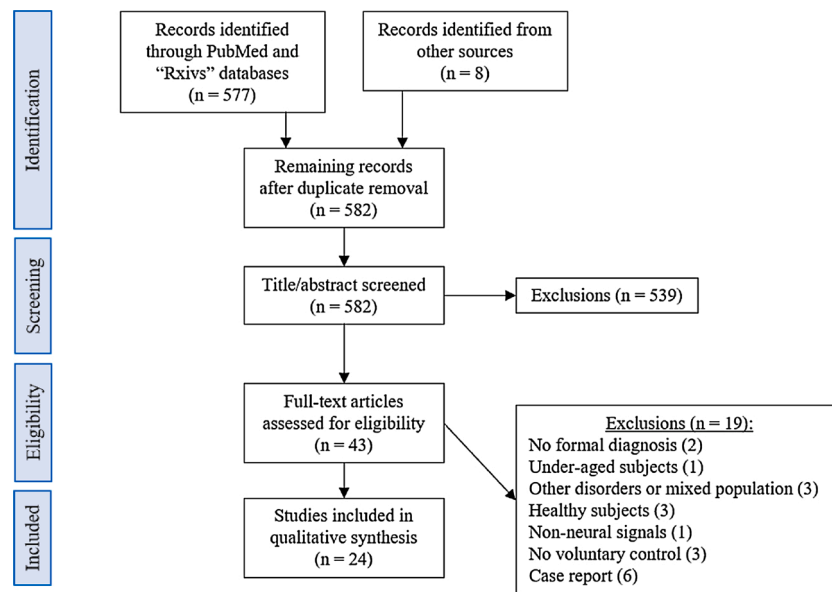 Identification
Records identified
through PubMed and
“Rxivs” databases
(n = 577)
Records identified from
other sources
(n = 8)
Remaining records
after duplicate removal
(n = 582)
Screening
Title/abstract screened
(n = 582)
Exclusions (n = 539)
Eligibility
Full-text articles
assessed for eligibility
(n = 43)
Exclusions (n = 19):
No formal diagnosis (2)
Under-aged subjects (1)
Other disorders or mixed population (3)
Healthy subjects (3)
Non-neural signals (1)
No voluntary control (3)
Case report (6)
Included
Studies included in
qualitative synthesis
(n = 24)